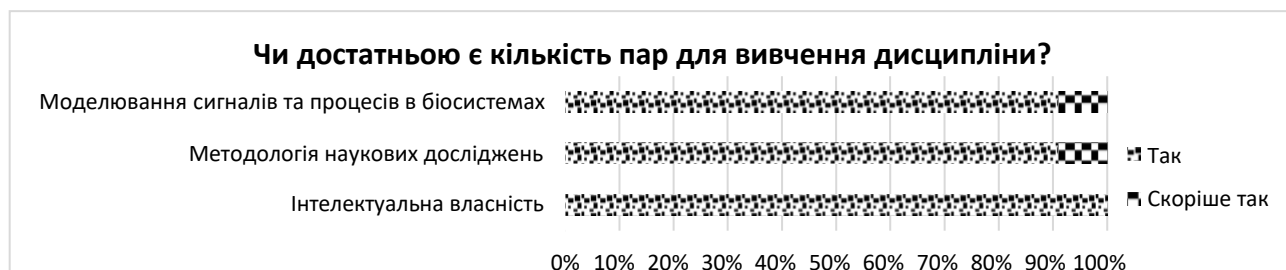 Чи достатньою є кількість пар для вивчення дисципліни?
Моделювання сигналів та процесів в біосистемах
Методологія наукових досліджень
Інтелектуальна власність
Так
Скоріше так
0% 10% 20% 30% 40% 50% 60% 70% 80% 90% 100%